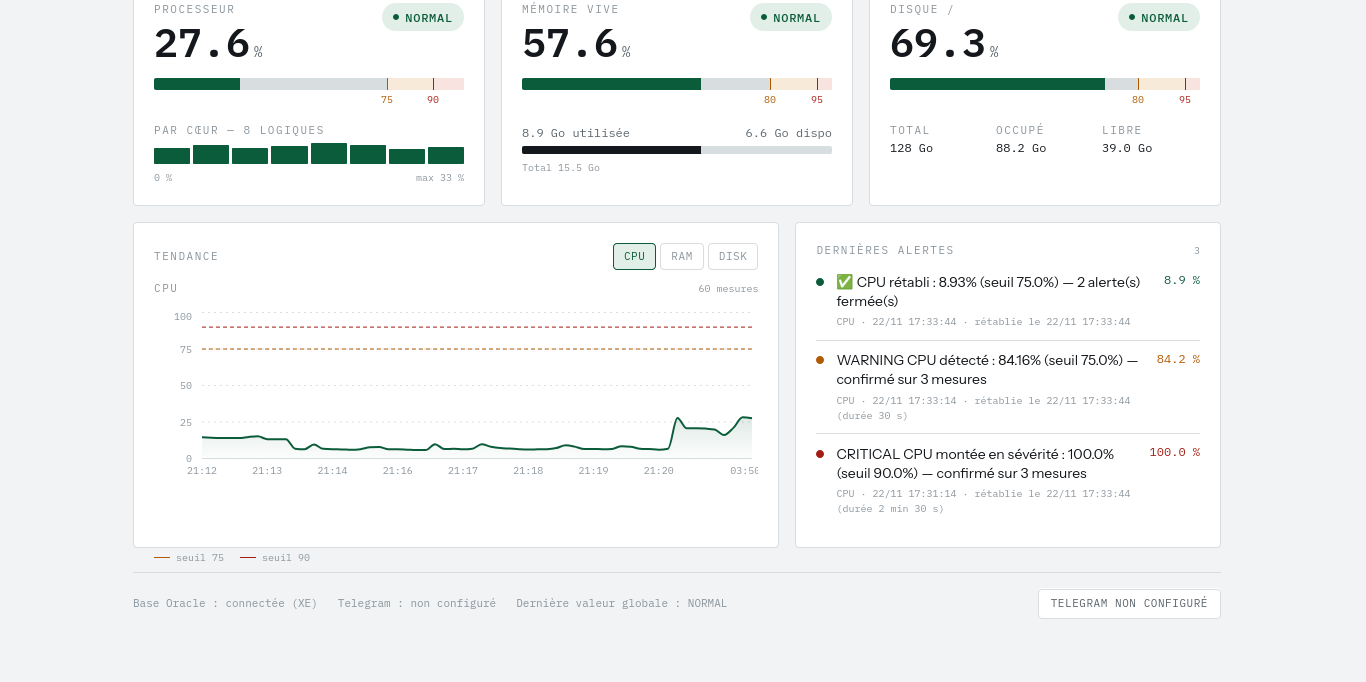 PROCESSEUR
NORMAL
27.6 %
75 90
PAR CŒUR — 8 LOGIQUES
0 % max 33 %
MÉMOIRE VIVE
NORMAL
57.6 %
80 95
8.9 Go utilisée 6.6 Go dispo
Total 15.5 Go
DISQUE /
NORMAL
69.3 %
80 95
TOTAL OCCUPÉ LIBRE
128 Go 88.2 Go 39.0 Go
TENDANCE
CPU RAM DISK
CPU 60 mesures
100
75
50
25
0
21:12 21:13 21:14 21:16 21:17 21:18 21:19 21:20 03:50
seuil 75 seuil 90
DERNIÈRES ALERTES 3
✅ CPU rétabli : 8.93% (seuil 75.0%) — 2 alerte(s) 8.9 %
fermée(s)
CPU · 22/11 17:33:44 · rétablie le 22/11 17:33:44
WARNING CPU détecté : 84.16% (seuil 75.0%) — 84.2 %
confirmé sur 3 mesures
CPU · 22/11 17:33:14 · rétablie le 22/11 17:33:44
(durée 30 s)
CRITICAL CPU montée en sévérité : 100.0% 100.0 %
(seuil 90.0%) — confirmé sur 3 mesures
CPU · 22/11 17:31:14 · rétablie le 22/11 17:33:44
(durée 2 min 30 s)
Base Oracle : connectée (XE) Telegram : non configuré Dernière valeur globale : NORMAL
TELEGRAM NON CONFIGURÉ